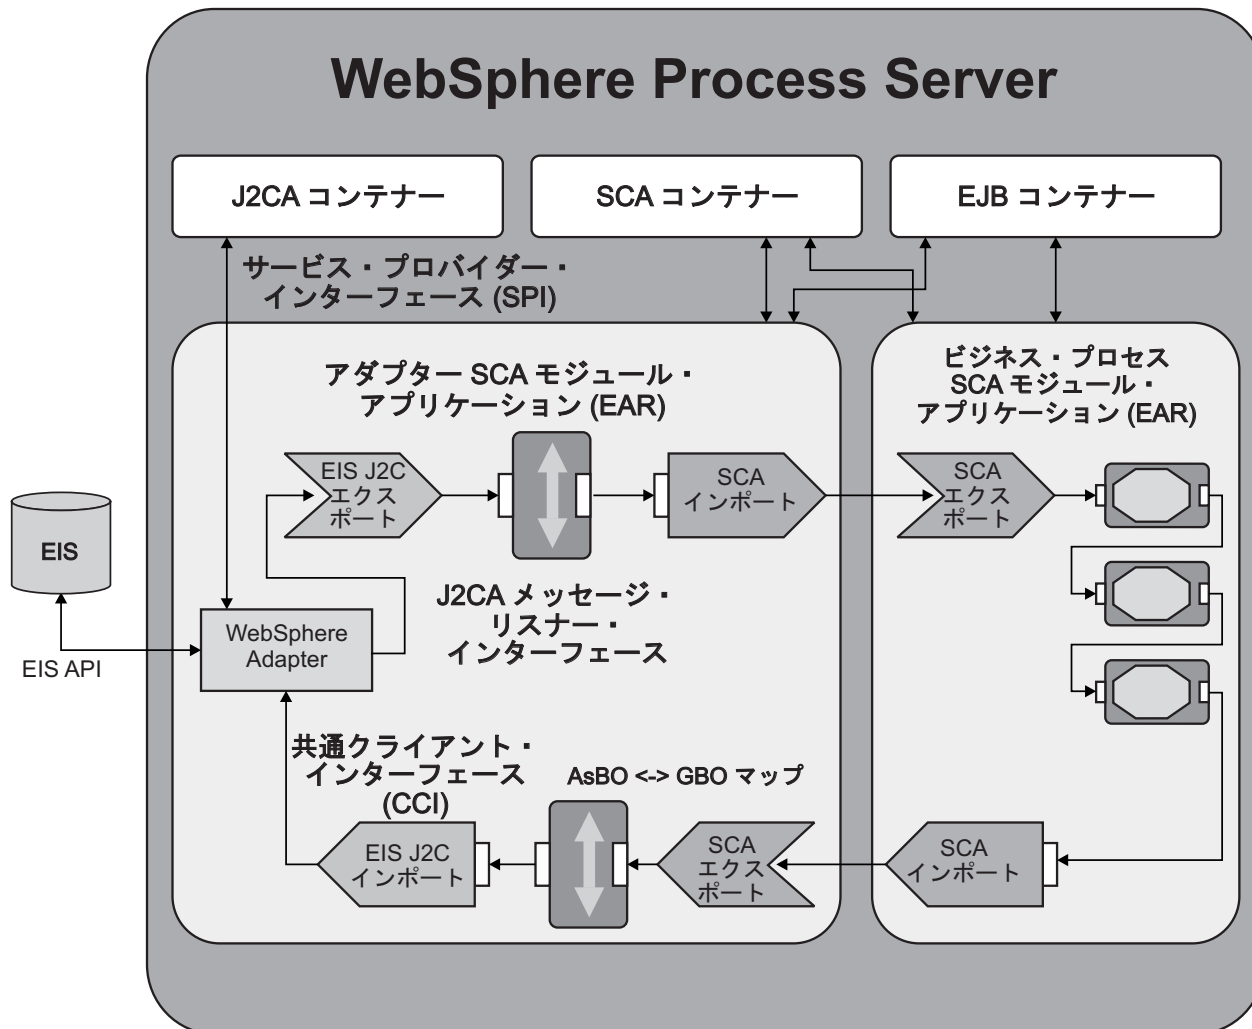 WebSphere Process Server
J2CA コンテナー
SCA コンテナー
EJB コンテナー
サービス・プロバイダー・
インターフェース (SPI)
アダプター SCA モジュール・
アプリケーション (EAR)
ビジネス・プロセス
SCA モジュール・
アプリケーション (EAR)
EIS J2C
エクス
ポート
SCA
インポート
SCA
エクス
ポート
EIS
EIS API
WebSphere
Adapter
J2CA メッセージ・
リスナー・
インターフェース
共通クライアント・
インターフェース
(CCI)
AsBO <-> GBO マップ
EIS J2C
インポート
SCA
エクス
ポート
SCA
インポート